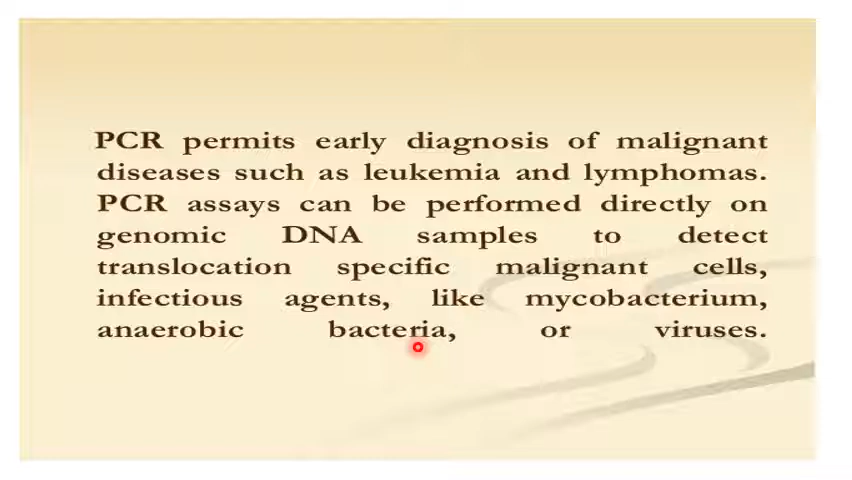 PCR permits early diagnosis of malignant
diseases such as leukemia and lymphomas.
PCR assays can be performed directly on
genomic DNA samples to detect
translocation specific malignant cells,
infectious agents, like mycobacterium,
anaerobic bacteria, or viruses.